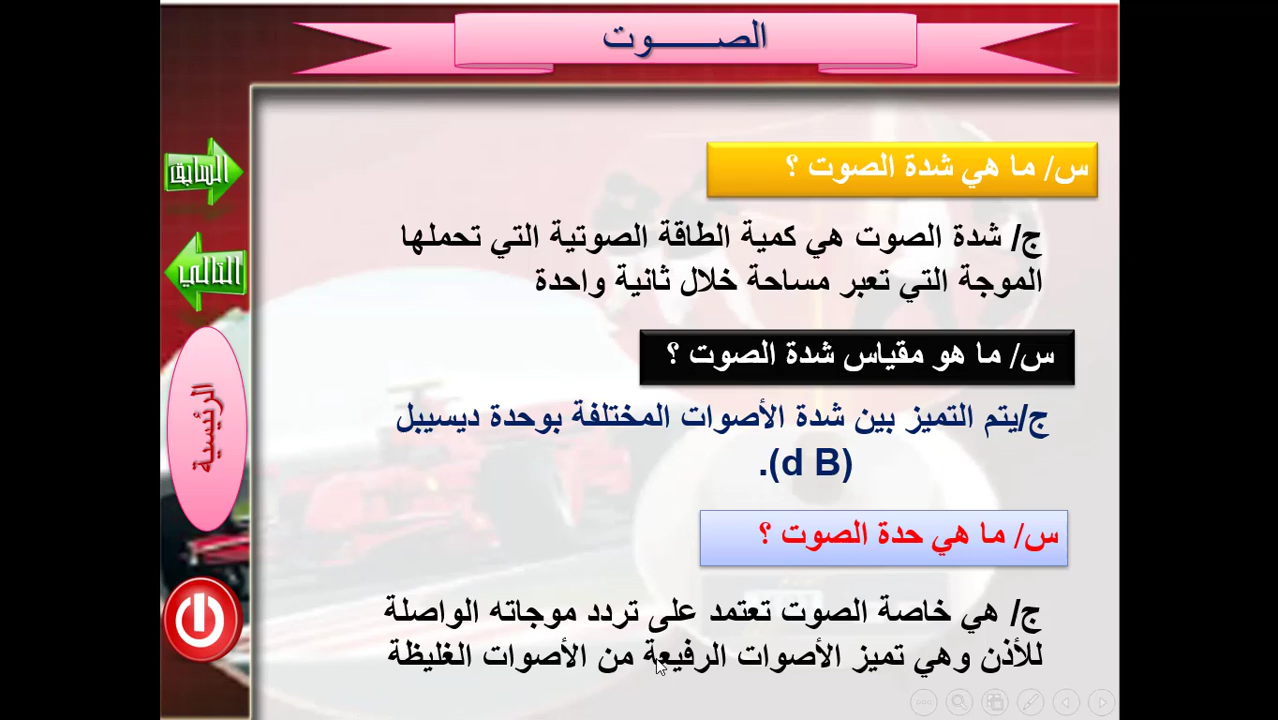 الصـــــــوت
س/ ما هي شدة الصوت ؟
ج/ شدة الصوت هي كمية الطاقة الصوتية التي تحملها
الموجة التي تعبر مساحة خلال ثانية واحدة
س/ ما هو مقياس شدة الصوت ؟
ج/يتم التميز بين شدة الأصوات المختلفة بوحدة ديسيبل
(d B).
س/ ما هي حدة الصوت ؟
ج/ هي خاصة الصوت تعتمد على تردد موجاته الواصلة
للأذن وهي تميز الأصوات الرفيعة من الأصوات الغليظة
السابق
التالي
الرئيسية